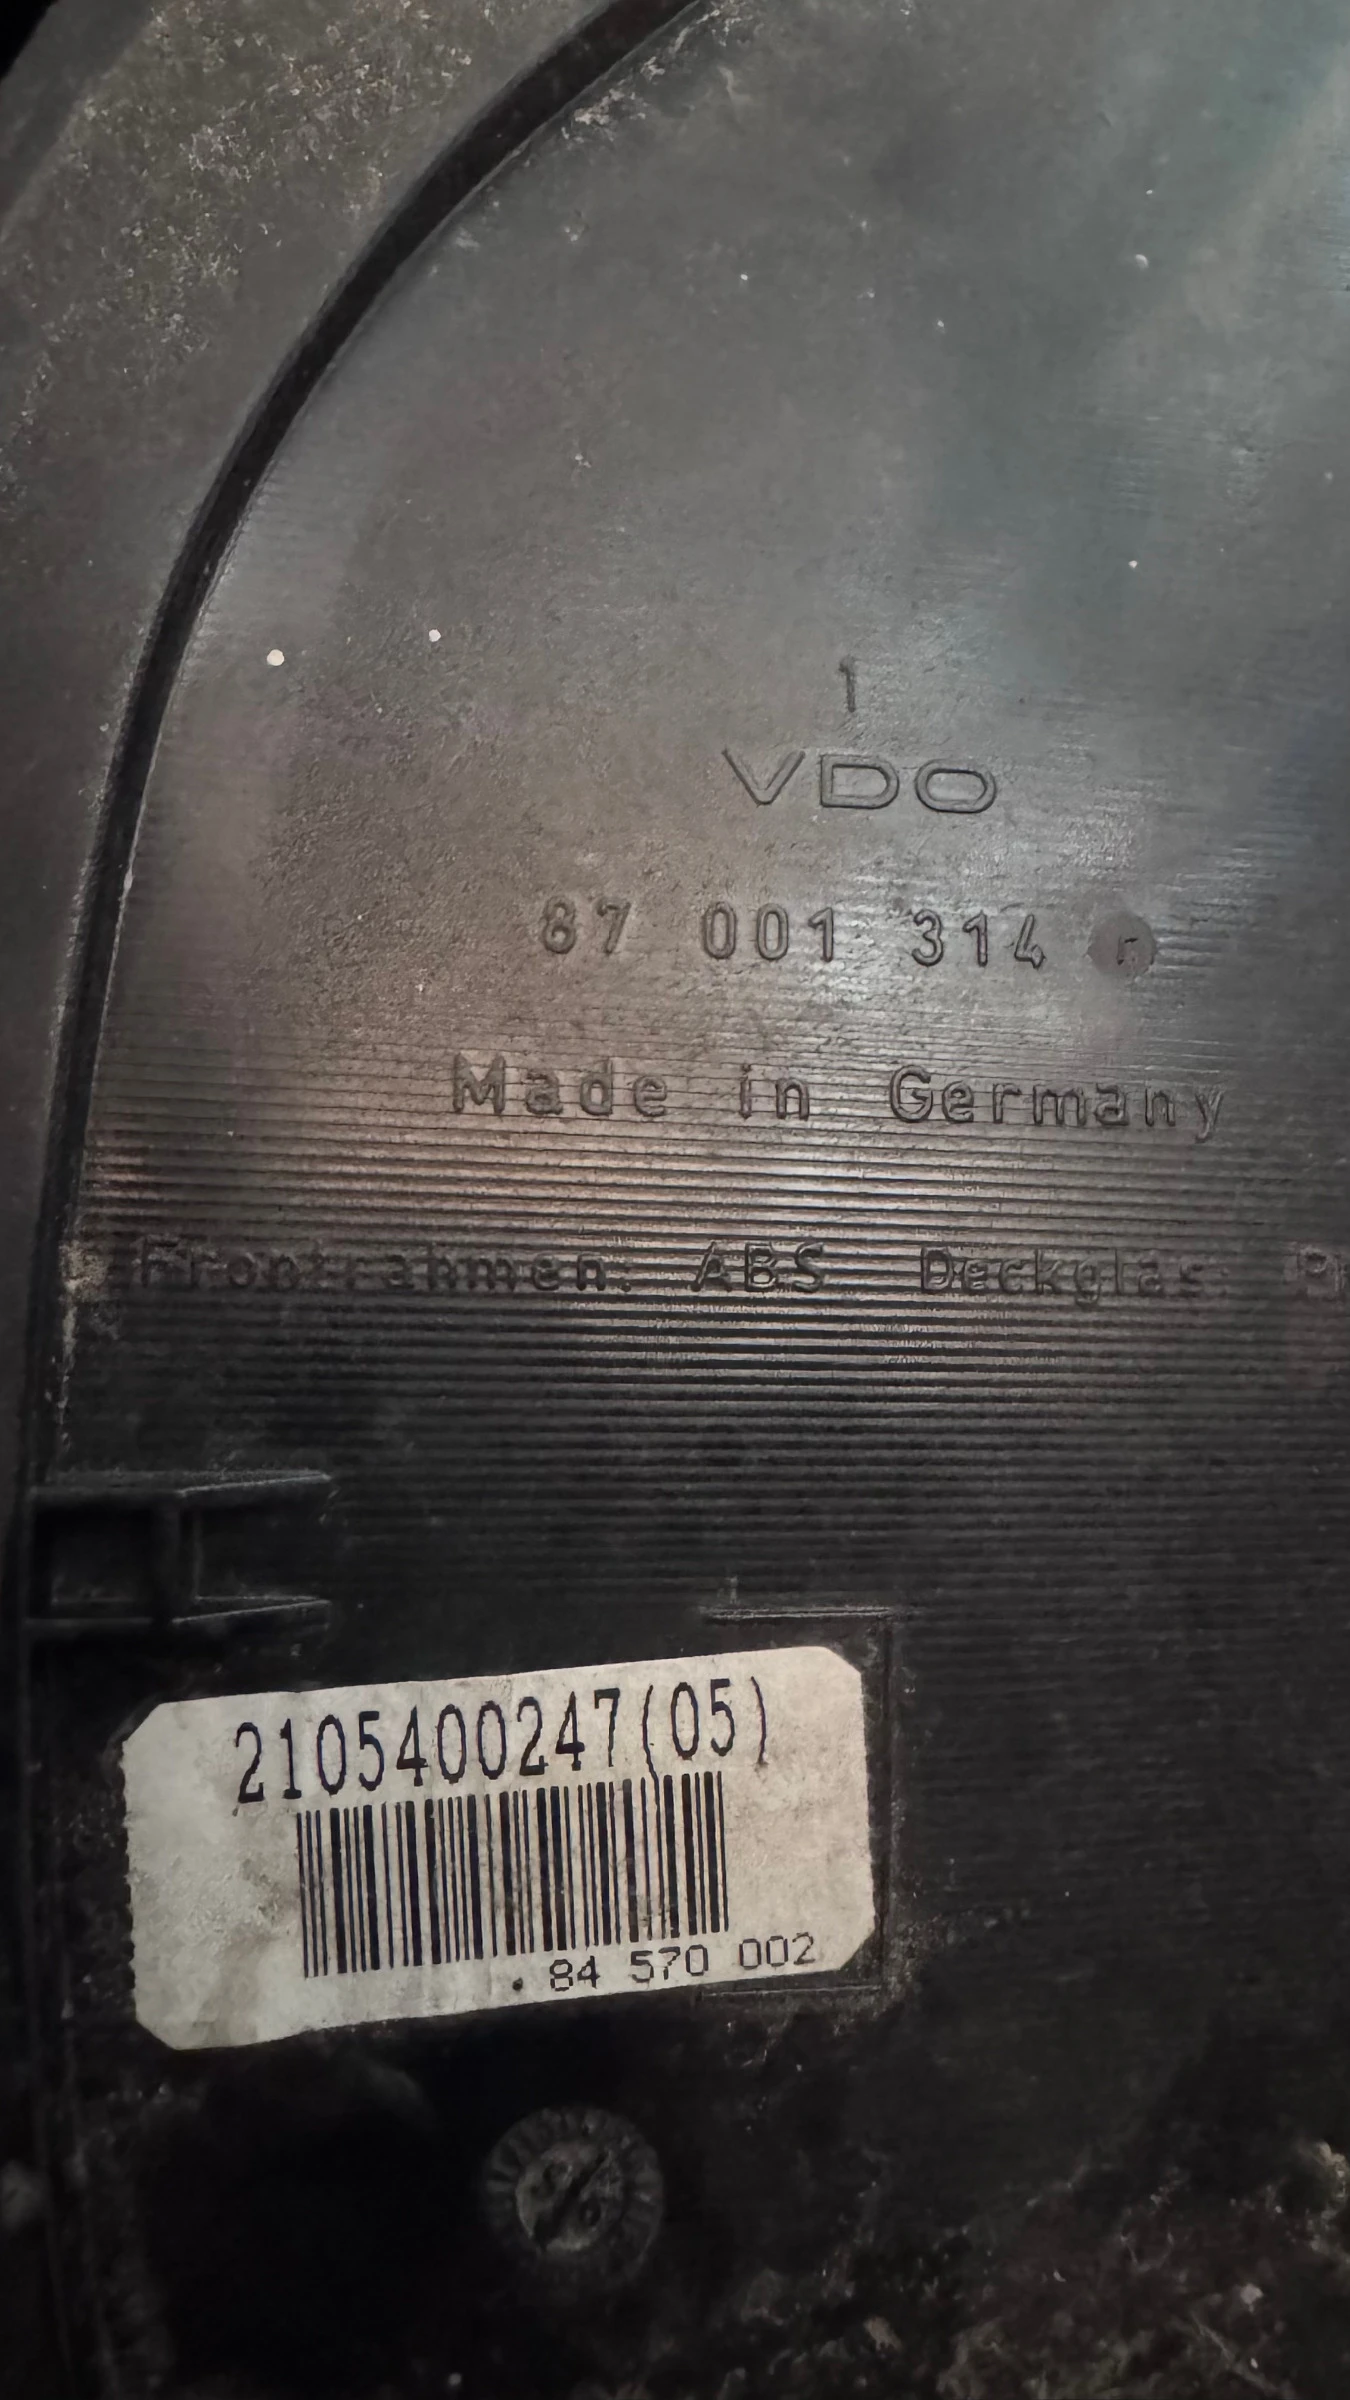 1
VDO
87 001 314
Made in Germany
Frontrahmen: ABS Deckglas:
2105400247(05)
84 570 002